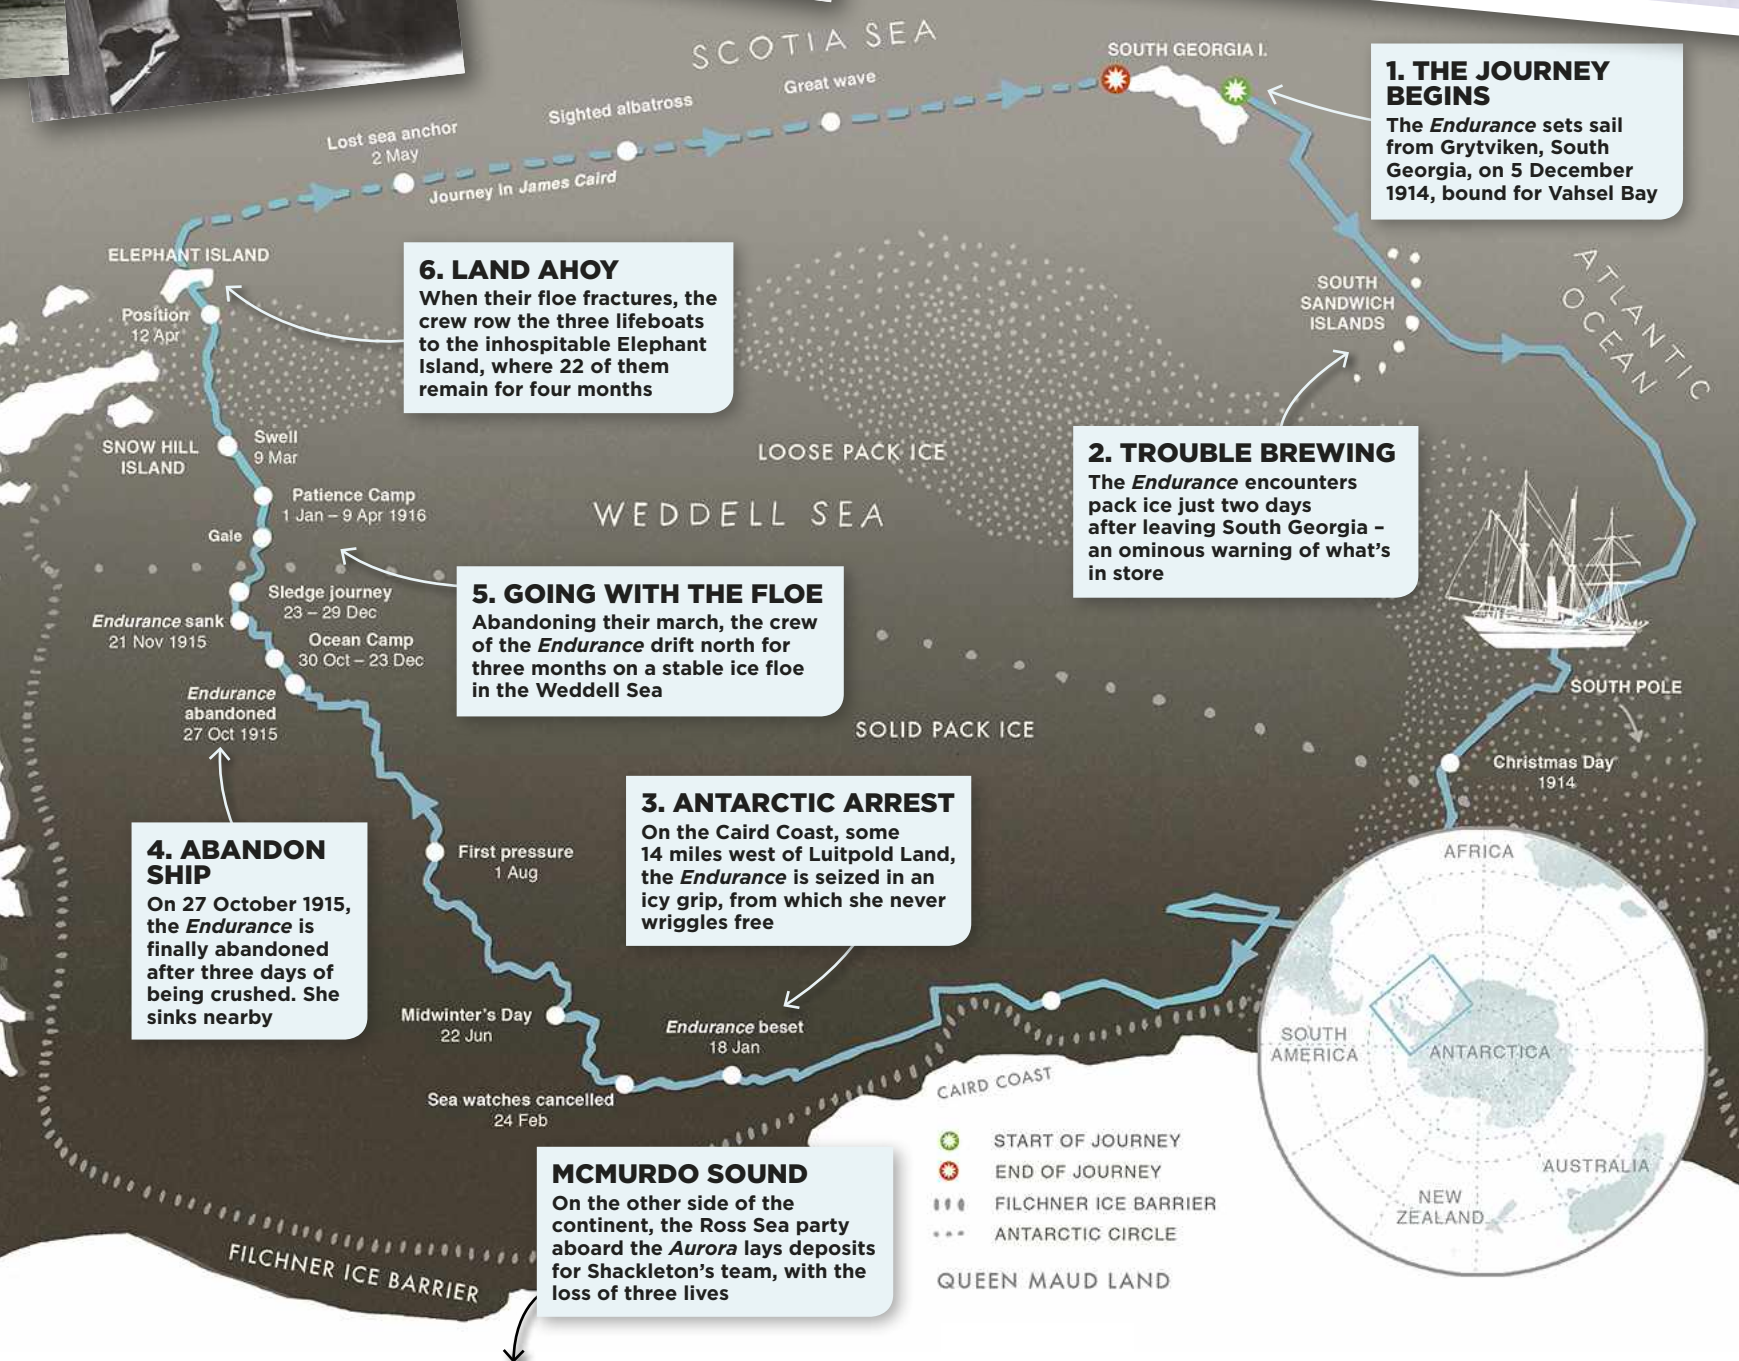 SCOTIA SEA
SOUTH GEORGIA I.
Great wave
Sighted albatross
Lost sea anchor
2 May
Journey in James Caird
1. THE JOURNEY
BEGINS
The Endurance sets sail
from Grytviken, South
Georgia, on 5 December
1914, bound for Vahsel Bay
ATLANTIC
OCEAN
SOUTH
SANDWICH
ISLANDS
ELEPHANT ISLAND
Position
12 Apr
6. LAND AHOY
When their floe fractures, the
crew row the three lifeboats
to the inhospitable Elephant
Island, where 22 of them
remain for four months
2. TROUBLE BREWING
The Endurance encounters
pack ice just two days
after leaving South Georgia –
an ominous warning of what's
in store
SNOW HILL
ISLAND
Swell
9 Mar
LOOSE PACK ICE
WEDDELL SEA
Patience Camp
1 Jan – 9 Apr 1916
Gale
5. GOING WITH THE FLOE
Abandoning their march, the crew
of the Endurance drift north for
three months on a stable ice floe
in the Weddell Sea
Sledge journey
23 – 29 Dec
Endurance sank
21 Nov 1915
Ocean Camp
30 Oct – 23 Dec
Endurance
abandoned
27 Oct 1915
SOLID PACK ICE
SOUTH POLE
Christmas Day
1914
4. ABANDON
SHIP
On 27 October 1915,
the Endurance is
finally abandoned
after three days of
being crushed. She
sinks nearby
First pressure
1 Aug
3. ANTARCTIC ARREST
On the Caird Coast, some
14 miles west of Luitpold Land,
the Endurance is seized in an
icy grip, from which she never
wriggles free
Midwinter's Day
22 Jun
Endurance beset
18 Jan
Sea watches cancelled
24 Feb
CAIRD COAST
MCMURDO SOUND
On the other side of the
continent, the Ross Sea party
aboard the Aurora lays deposits
for Shackleton's team, with the
loss of three lives
FILCHNER ICE BARRIER
START OF JOURNEY
END OF JOURNEY
FILCHNER ICE BARRIER
ANTARCTIC CIRCLE
QUEEN MAUD LAND
AFRICA
SOUTH
AMERICA
ANTARCTICA
AUSTRALIA
NEW
ZEALAND